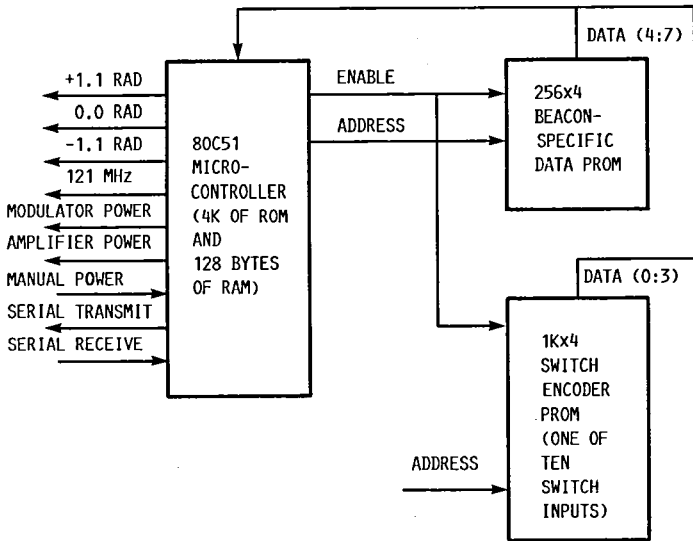 DATA (4:7)
+1.1 RAD
0.0 RAD
-1.1 RAD
121 MHz
MODULATOR POWER
AMPLIFIER POWER
MANUAL POWER
SERIAL TRANSMIT
SERIAL RECEIVE
80C51
MICRO-
CONTROLLER
(4K OF ROM
AND
128 BYTES
OF RAM)
ENABLE
ADDRESS
256x4
BEACON-
SPECIFIC
DATA PROM
DATA (0:3)
1Kx4
SWITCH
ENCODER
PROM
(ONE OF
TEN
SWITCH
INPUTS)
ADDRESS